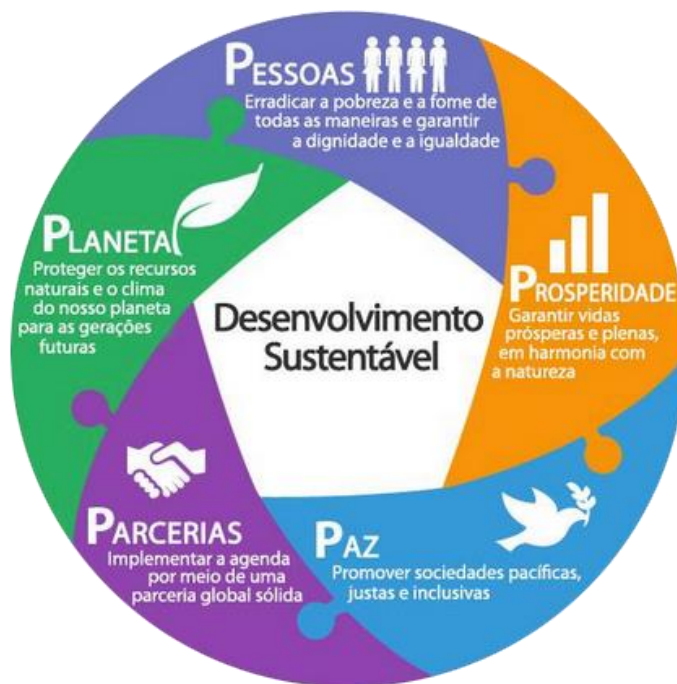 PESSOAS
Erradicar a pobreza e a fome de
todas as maneiras e garantir
a dignidade e a igualdade
PROSPERIDADE
Garantir vidas
prósperas e plenas,
em harmonia com
a natureza
PAZ
Promover sociedades pacíficas,
justas e inclusivas
PARCERIAS
Implementar a agenda
por meio de uma
parceria global sólida
PLANETA
Proteger os recursos
naturais e o clima
do nosso planeta
para as gerações
futuras
Desenvolvimento
Sustentável